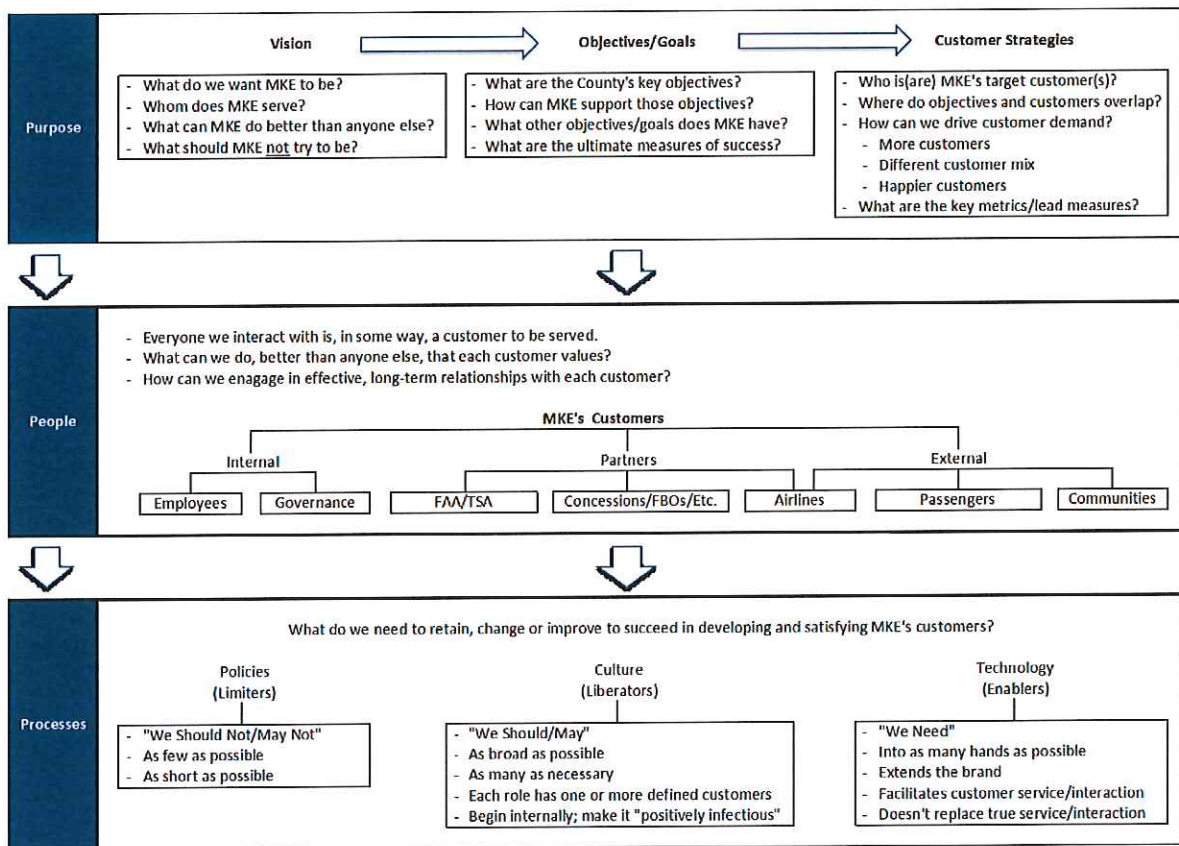 Purpose
Vision
Objectives/Goals
Customer Strategies
- What do we want MKE to be?
- Whom does MKE serve?
- What can MKE do better than anyone else?
- What should MKE not try to be?
- What are the County's key objectives?
- How can MKE support those objectives?
- What other objectives/goals does MKE have?
- What are the ultimate measures of success?
- Who is(are) MKE's target customer(s)?
- Where do objectives and customers overlap?
- How can we drive customer demand?
- More customers
- Different customer mix
- Happier customers
- What are the key metrics/lead measures?
People
- Everyone we interact with is, in some way, a customer to be served.
- What can we do, better than anyone else, that each customer values?
- How can we enagage in effective, long-term relationships with each customer?
MKE's Customers
Internal
Partners
External
Employees
Governance
FAA/TSA
Concessions/FBOs/Etc.
Airlines
Passengers
Communities
Processes
What do we need to retain, change or improve to succeed in developing and satisfying MKE's customers?
Policies
(Limiters)
- "We Should Not/May Not"
- As few as possible
- As short as possible
Culture
(Liberators)
- "We Should/May"
- As broad as possible
- As many as necessary
- Each role has one or more defined customers
- Begin internally; make it "positively infectious"
Technology
(Enablers)
- "We Need"
- Into as many hands as possible
- Extends the brand
- Facilitates customer service/interaction
- Doesn't replace true service/interaction